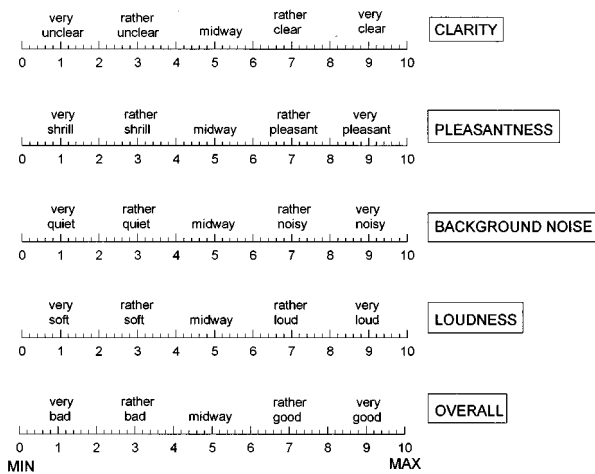 very rather rather very
unclear unclear midway clear clear
CLARITY
0 1 2 3 4 5 6 7 8 9 10
very rather rather very
shrill shrill midway pleasant pleasant
PLEASANTNESS
0 1 2 3 4 5 6 7 8 9 10
very rather rather very
quiet quiet midway noisy noisy
BACKGROUND NOISE
0 1 2 3 4 5 6 7 8 9 10
very rather rather very
soft soft midway loud loud
LOUDNESS
0 1 2 3 4 5 6 7 8 9 10
very rather rather very
bad bad midway good good
OVERALL
0 1 2 3 4 5 6 7 8 9 10
MIN MAX